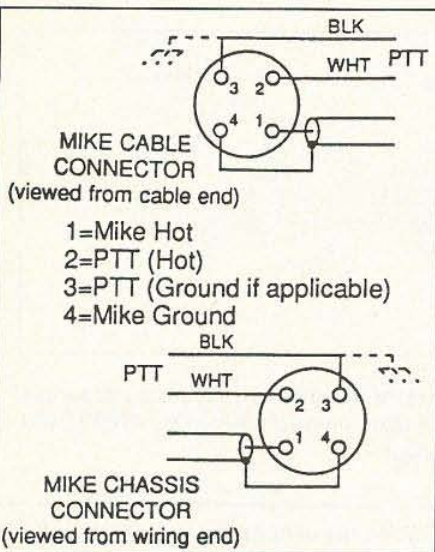 BLK
WHT PTT
3 2
4 1
MIKE CABLE
CONNECTOR
(viewed from cable end)
1=Mike Hot
2=PTT (Hot)
3=PTT (Ground if applicable)
4=Mike Ground
BLK
PTT WHT
2 3
1 4
MIKE CHASSIS
CONNECTOR
(viewed from wiring end)